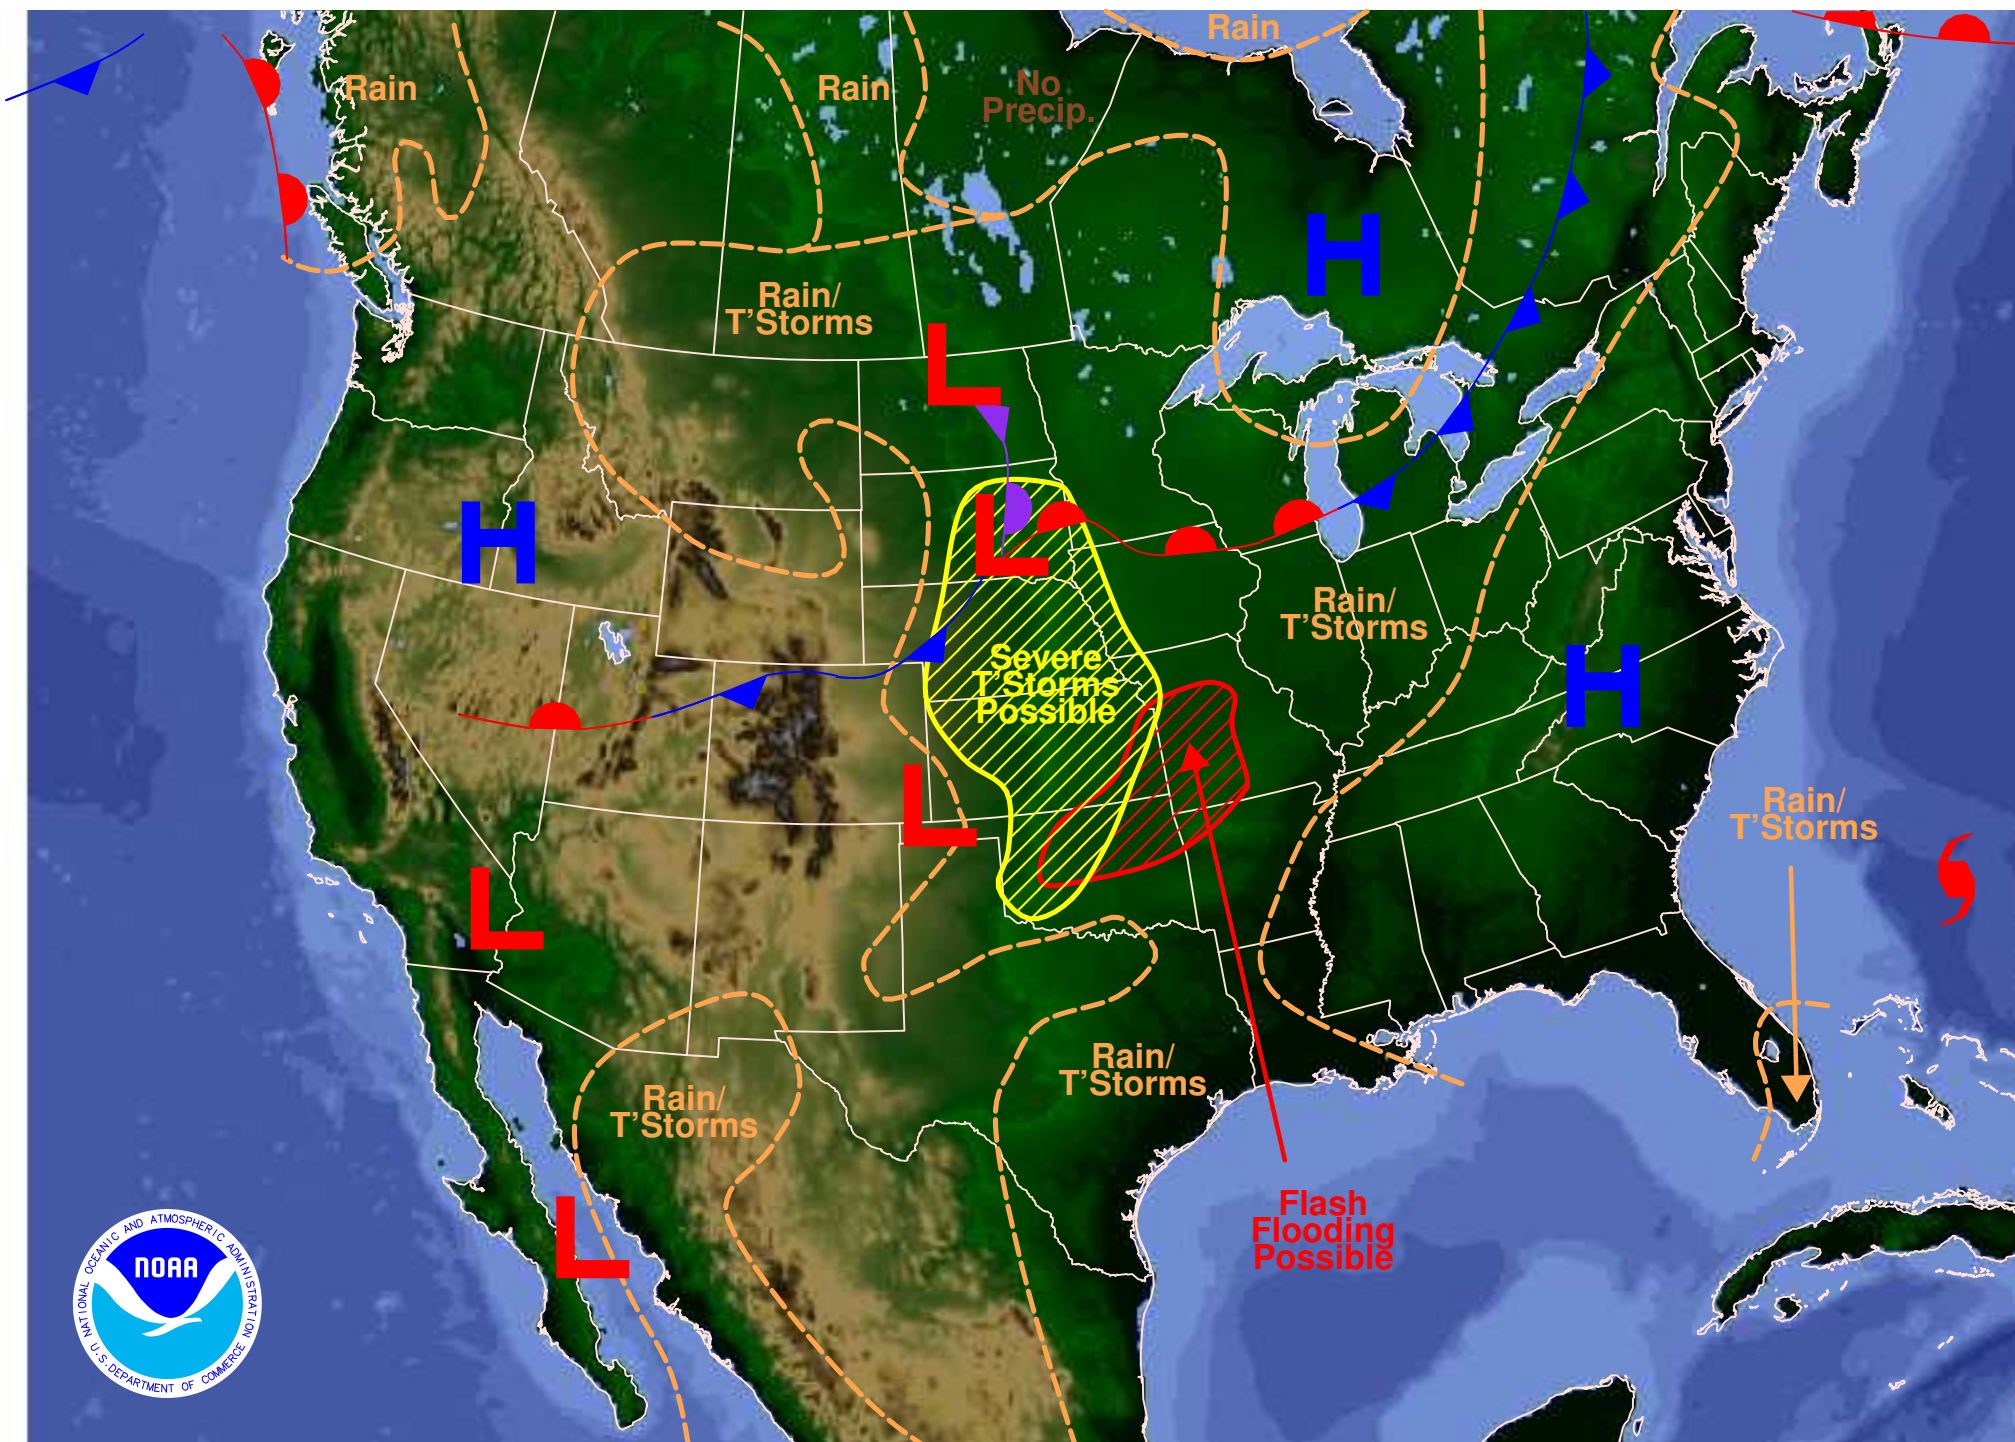 Rain
Rain
No
Precip.
Rain
H
Rain/
T'Storms
L
H
L
Rain/
T'Storms
H
Severe
T'Storms
Possible
L
Rain/
T'Storms
L
Rain/
T'Storms
Rain/
T'Storms
L
Flash
Flooding
Possible
NATIONAL OCEANIC AND ATMOSPHERIC ADMINISTRATION
NOAA
U.S. DEPARTMENT OF COMMERCE